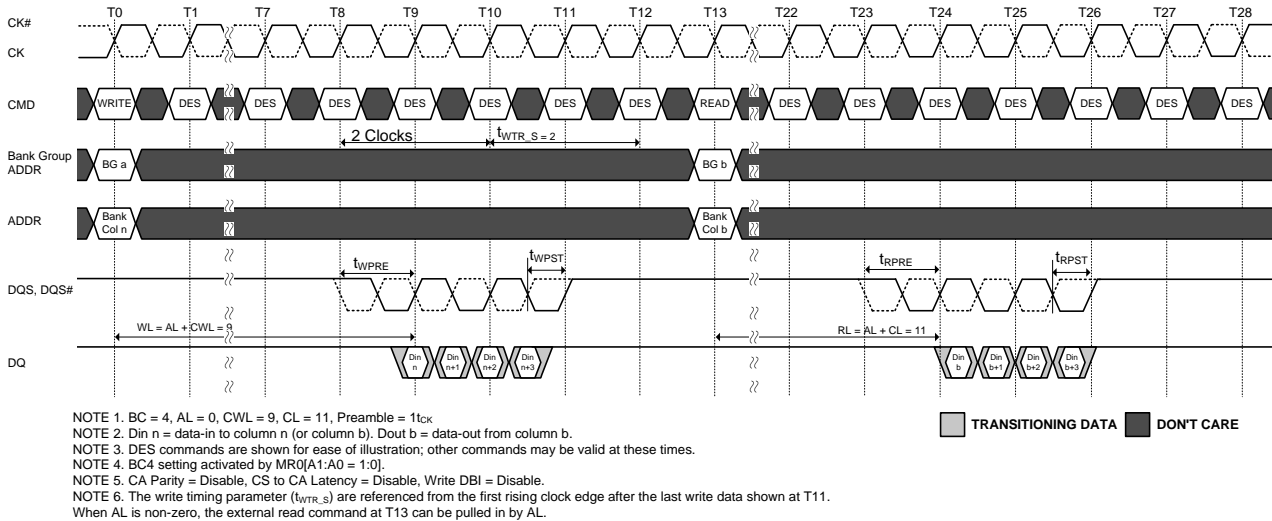 T0 T1 T7 T8 T9 T10 T11 T12 T13 T22 T23 T24 T25 T26 T27 T28
CK#
CK
CMD WRITE DES DES DES DES DES DES DES READ DES DES DES DES DES DES DES
2 Clocks tWTR_S = 2
Bank Group
ADDR BG a BG b
ADDR
Bank
Col n
Bank
Col b
tWPRE tWPST tRPRE tRPST
DQS, DQS#
WL = AL + CWL = 9 RL = AL + CL = 11
DQ
Din
n
Din
n+1
Din
n+2
Din
n+3
Din
b
Din
b+1
Din
b+2
Din
b+3
NOTE 1. BC = 4, AL = 0, CWL = 9, CL = 11, Preamble = 1tCK
NOTE 2. Din n = data-in to column n (or column b). Dout b = data-out from column b.
NOTE 3. DES commands are shown for ease of illustration; other commands may be valid at these times.
NOTE 4. BC4 setting activated by MR0[A1:A0 = 1:0].
NOTE 5. CA Parity = Disable, CS to CA Latency = Disable, Write DBI = Disable.
NOTE 6. The write timing parameter (tWTR_S) are referenced from the first rising clock edge after the last write data shown at T11.
When AL is non-zero, the external read command at T13 can be pulled in by AL.
TRANSITIONING DATA DON'T CARE